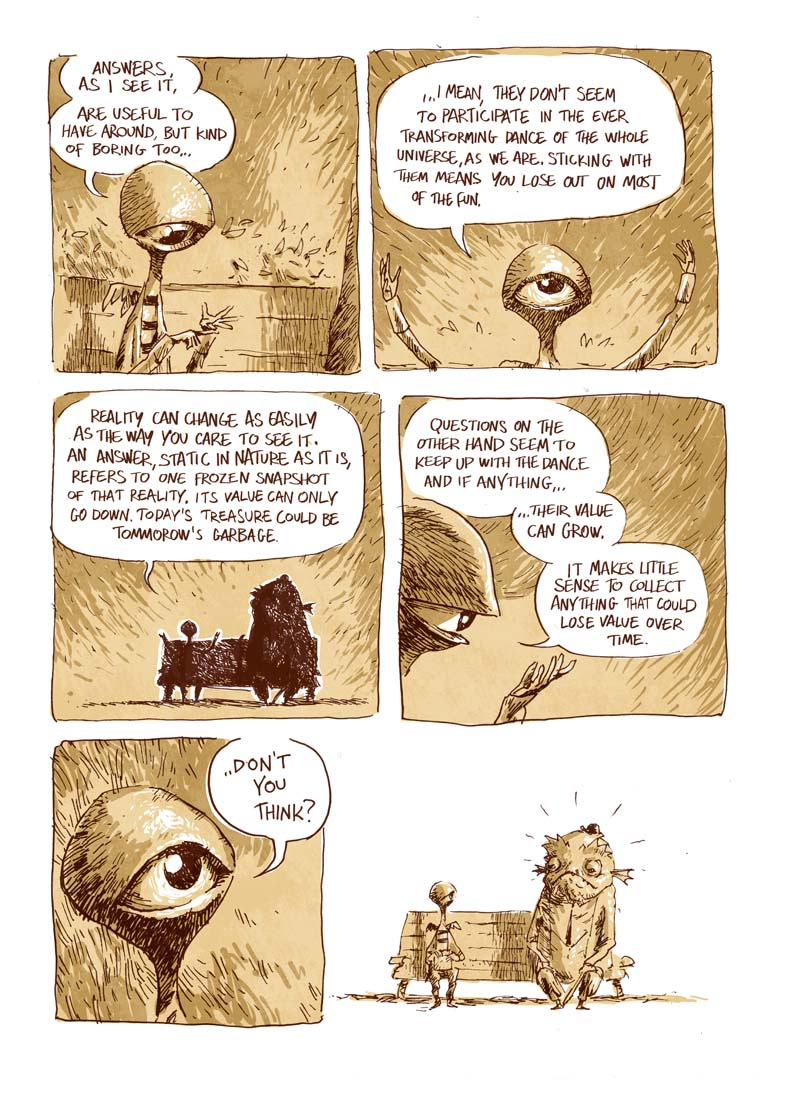 ANSWERS,
AS I SEE IT,
ARE USEFUL TO
HAVE AROUND, BUT KIND
OF BORING TOO...
...I MEAN, THEY DON'T SEEM
TO PARTICIPATE IN THE EVER
TRANSFORMING DANCE OF THE WHOLE
UNIVERSE, AS WE ARE. STICKING WITH
THEM MEANS YOU LOSE OUT ON MOST
OF THE FUN.
REALITY CAN CHANGE AS EASILY
AS THE WAY YOU CARE TO SEE IT.
AN ANSWER, STATIC IN NATURE AS IT IS,
REFERS TO ONE FROZEN SNAPSHOT
OF THAT REALITY. ITS VALUE CAN ONLY
GO DOWN. TODAY'S TREASURE COULD BE
TOMMOROW'S GARBAGE.
QUESTIONS ON THE
OTHER HAND SEEM TO
KEEP UP WITH THE DANCE
AND IF ANYTHING...
...THEIR VALUE
CAN GROW.
IT MAKES LITTLE
SENSE TO COLLECT
ANYTHING THAT COULD
LOSE VALUE OVER
TIME.
..DON'T
YOU
THINK?